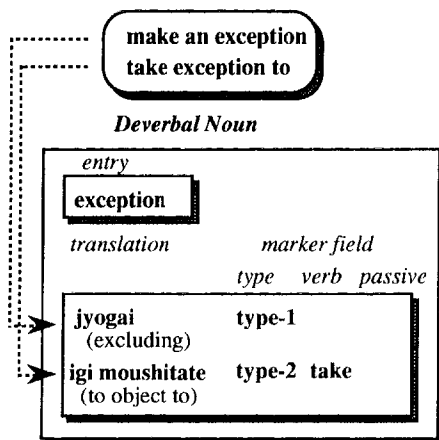 make an exception
take exception to
Deverbal Noun
entry
exception
translation marker field
type verb passive
jyogai type-1
(excluding)
igi moushitate type-2 take
(to object to)